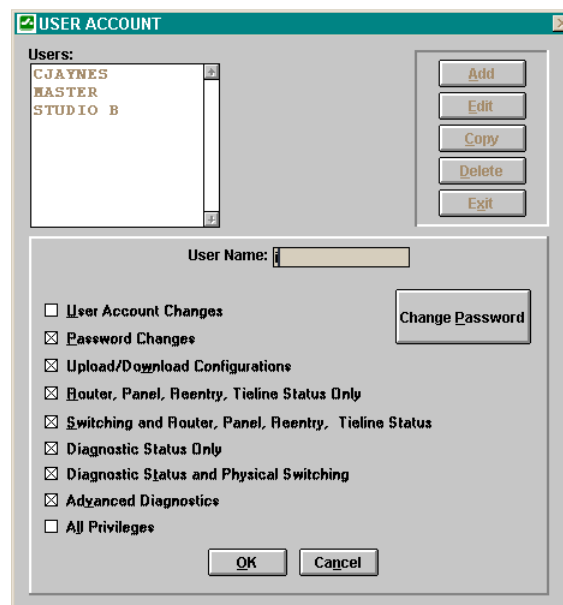 USER ACCOUNT
Users:
CJAYNES
MASTER
STUDIO B
Add
Edit
Copy
Delete
Exit
User Name:
User Account Changes
Change Password
Password Changes
Upload/Download Configurations
Router, Panel, Reentry, Tieline Status Only
Switching and Router, Panel, Reentry, Tieline Status
Diagnostic Status Only
Diagnostic Status and Physical Switching
Advanced Diagnostics
All Privileges
OK
Cancel